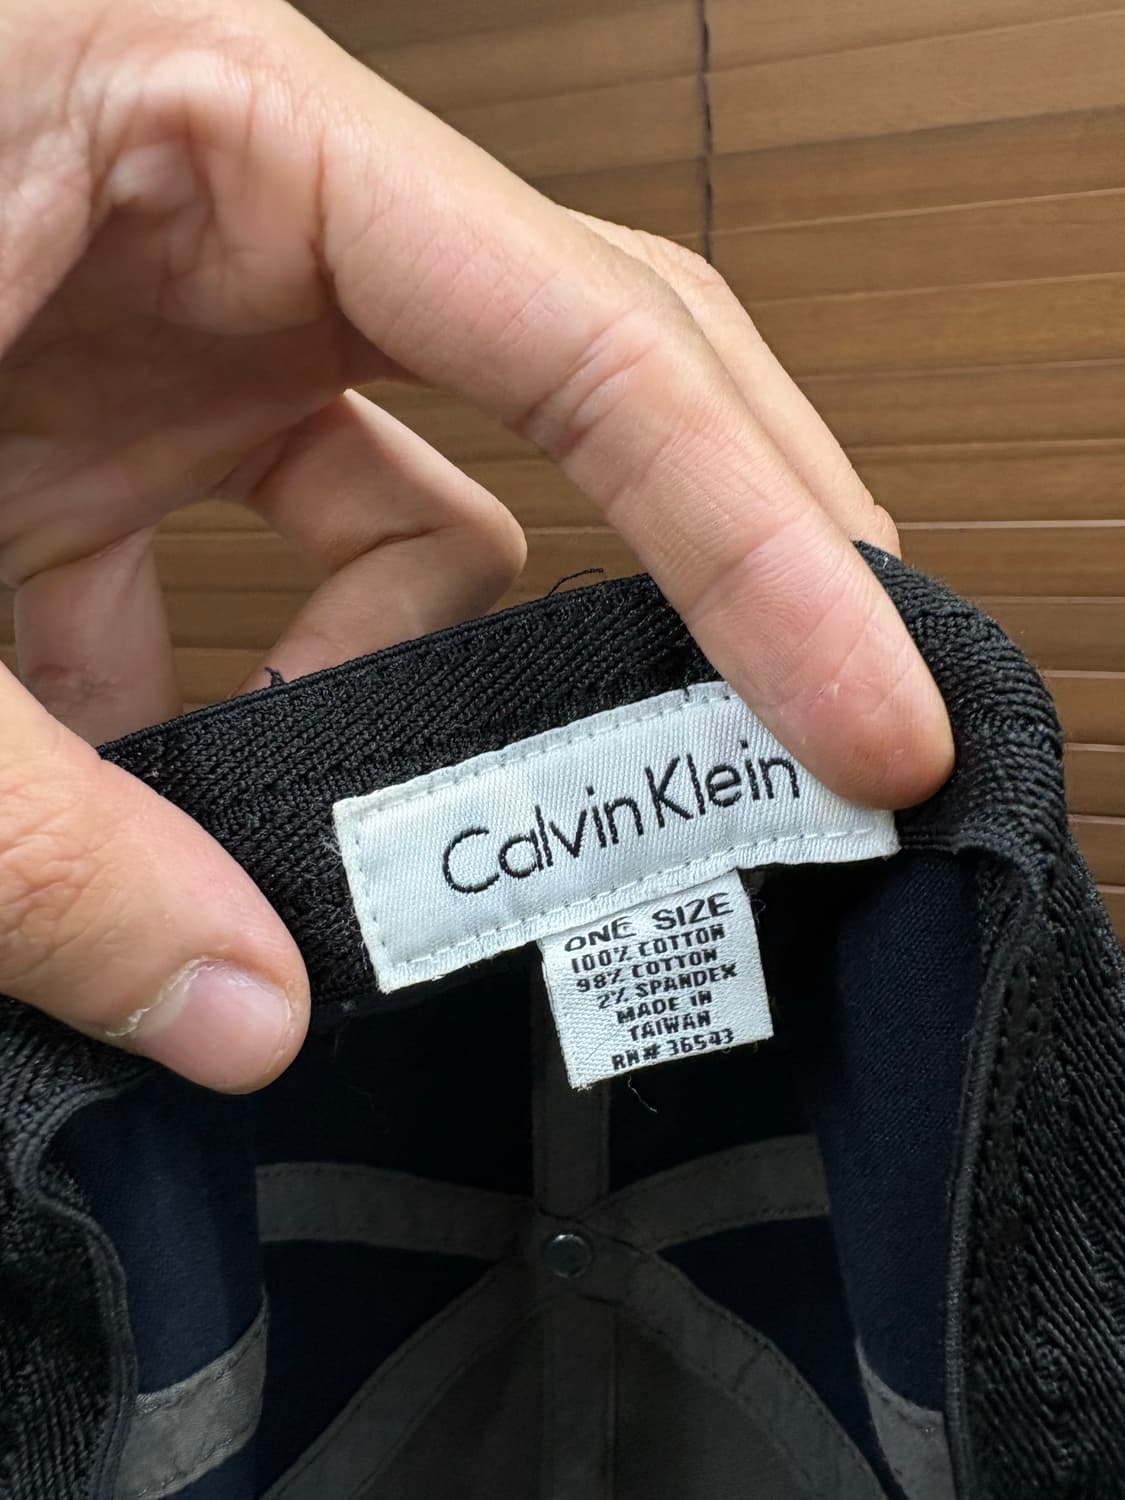 Calvin Klein
ONE SIZE
100% COTTON
98% COTTON
2% SPANDEX
MADE IN
TAIWAN
RN# 36543